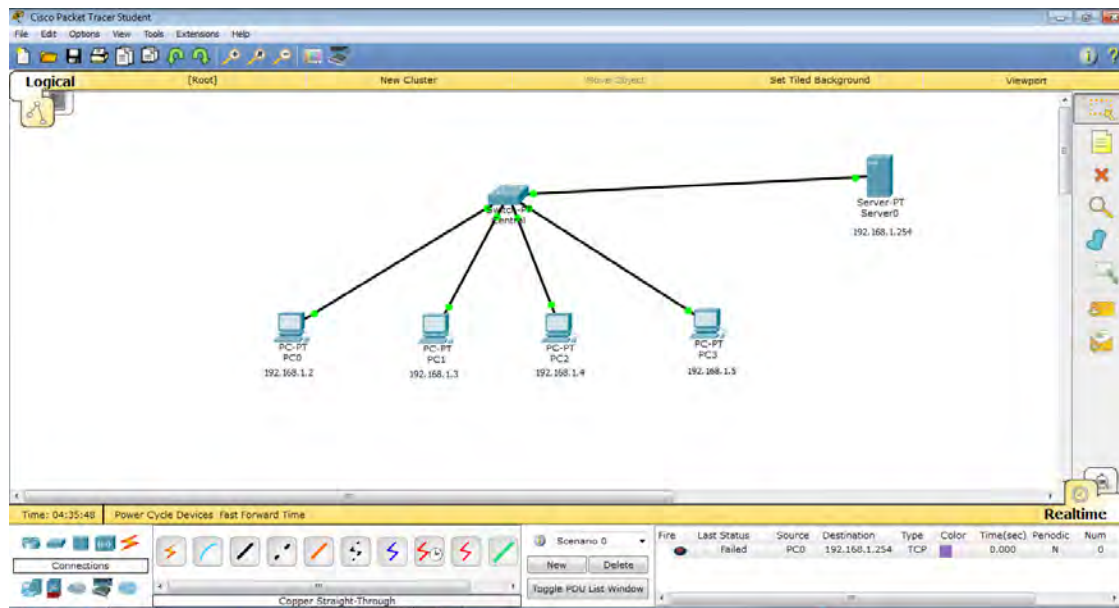 Cisco Packet Tracer Student
File Edit Options View Tools Extensions Help
Logical [Root] New Cluster Move Object Set Tiled Background Viewport
Switch-PT
Central
Server-PT
Server0
192.168.1.254
PC-PT
PC0
192.168.1.2
PC-PT
PC1
192.168.1.3
PC-PT
PC2
192.168.1.4
PC-PT
PC3
192.168.1.5
Time: 04:35:48 Power Cycle Devices Fast Forward Time Realtime
Connections
Copper Straight-Through
Scenario 0
New Delete
Toggle PDU List Window
Fire Last Status Source Destination Type Color Time(sec) Periodic Num
Failed PC0 192.168.1.254 TCP 0.000 N 0